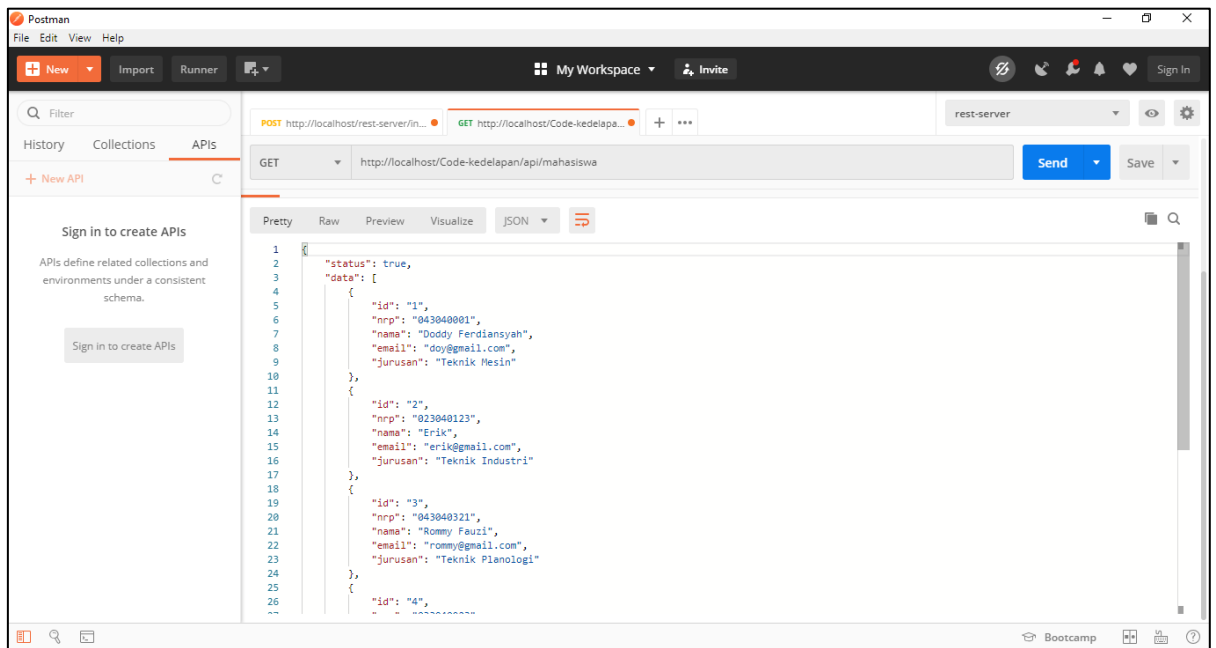 Postman
File Edit View Help
New Import Runner My Workspace Invite Sign In
Filter
History Collections APIs
+ New API
Sign in to create APIs
APIs define related collections and
environments under a consistent
schema.
Sign in to create APIs
POST http://localhost/rest-server/in... GET http://localhost/Code-kedelapa... + •••
rest-server
GET http://localhost/Code-kedelapan/api/mahasiswa Send Save
Pretty Raw Preview Visualize JSON
1 {
2 "status": true,
3 "data": [
4 {
5 "id": "1",
6 "nrp": "043040001",
7 "nama": "Doddy Ferdiansyah",
8 "email": "doy@gmail.com",
9 "jurusan": "Teknik Mesin"
10 },
11 {
12 "id": "2",
13 "nrp": "023040123",
14 "nama": "Erik",
15 "email": "erik@gmail.com",
16 "jurusan": "Teknik Industri"
17 },
18 {
19 "id": "3",
20 "nrp": "043040321",
21 "nama": "Rommy Fauzi",
22 "email": "rommy@gmail.com",
23 "jurusan": "Teknik Planologi"
24 },
25 {
26 "id": "4",
Bootcamp